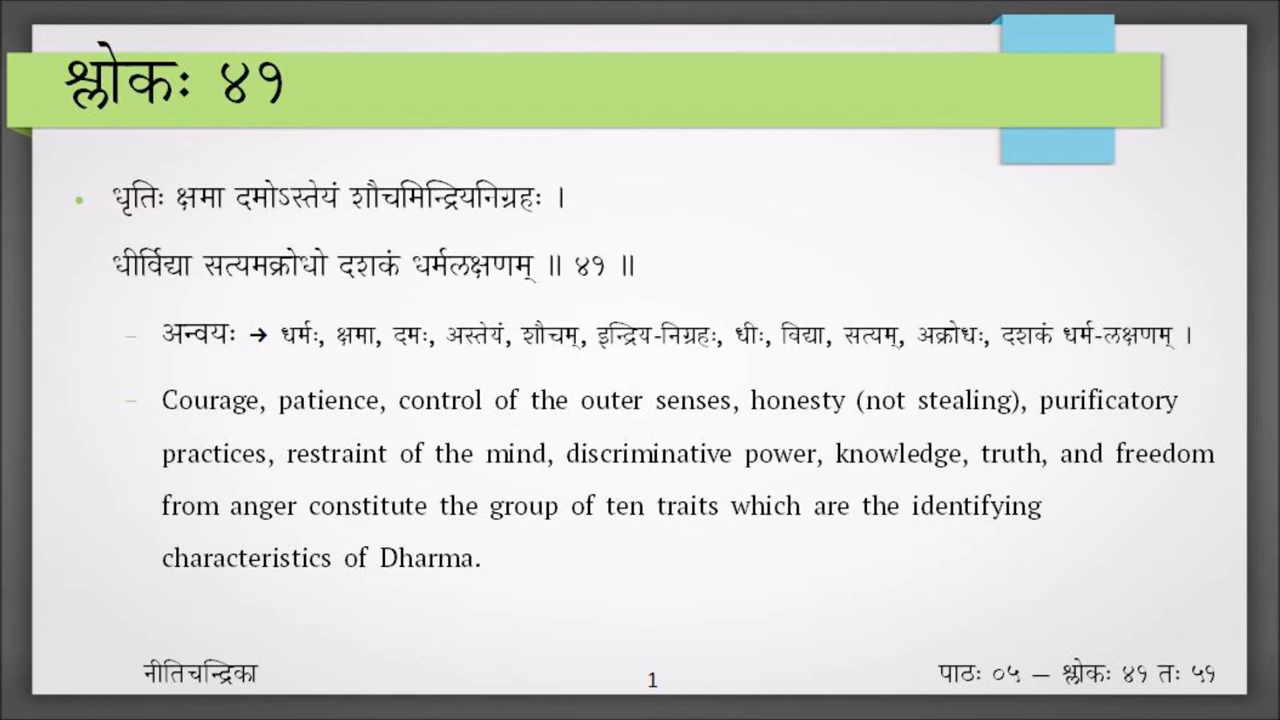 श्लोकः ४१
• धृतिः क्षमा दमोऽस्तेयं शौचमिन्द्रियनिग्रहः ।
धीर्विद्या सत्यमक्रोधो दशकं धर्मलक्षणम् ॥ ४१ ॥
– अन्वयः → धर्मः, क्षमा, दमः, अस्तेयं, शौचम्, इन्द्रिय-निग्रहः, धीः, विद्या, सत्यम्, अक्रोधः, दशकं धर्म-लक्षणम् ।
– Courage, patience, control of the outer senses, honesty (not stealing), purificatory
practices, restraint of the mind, discriminative power, knowledge, truth, and freedom
from anger constitute the group of ten traits which are the identifying
characteristics of Dharma.
नीतिचन्द्रिका
1
पाठः ०५ – श्लोकः ४१ तः ५१